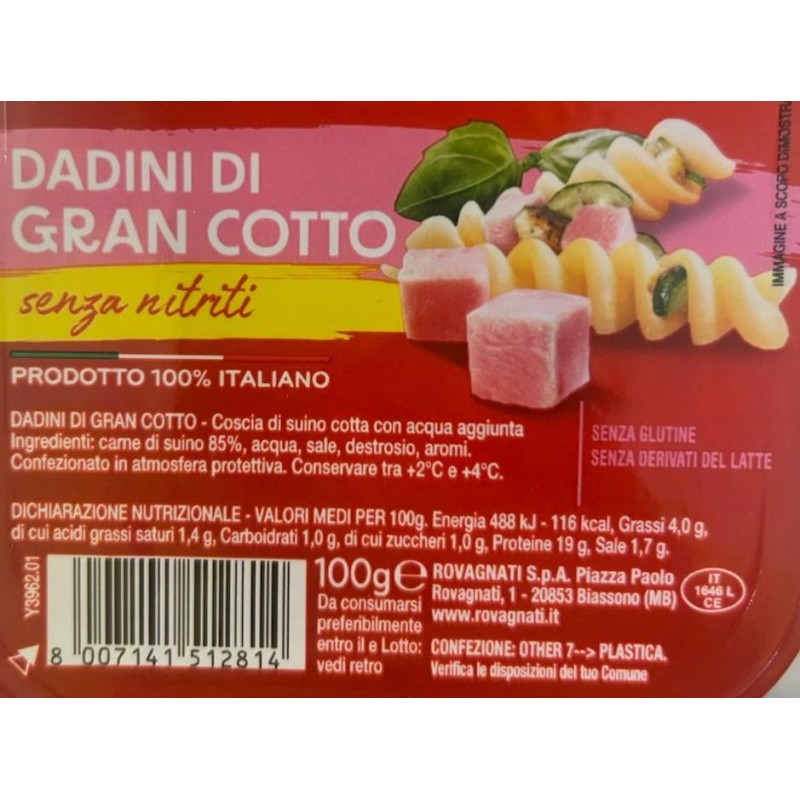 DADINI DI
GRAN COTTO
senza nitriti
IMMAGINE A SCOPO
PRODOTTO 100% ITALIANO
DADINI DI GRAN COTTO - Coscia di suino cotta con acqua aggiunta
Ingredienti: carne di suino 85%, acqua, sale, destrosio, aromi.
Confezionato in atmosfera protettiva. Conservare tra +2°C e +4°C.
SENZA GLUTINE
SENZA DERIVATI DEL LATTE
DICHIARAZIONE NUTRIZIONALE - VALORI MEDI PER 100g. Energia 488 kJ - 116 kcal, Grassi 4,0 g,
di cui acidi grassi saturi 1,4 g, Carboidrati 1,0 g, di cui zuccheri 1,0 g, Proteine 19 g, Sale 1,7 g.
Y3962.01
8 007141 512814
100g e
Da consumarsi
preferibilmente
entro il e Lotto:
vedi retro
ROVAGNATI S.p.A. Piazza Paolo
Rovagnati, 1 - 20853 Biassono (MB)
www.rovagnati.it
IT
1646 L
CE
CONFEZIONE: OTHER 7--> PLASTICA.
Verifica le disposizioni del tuo Comune